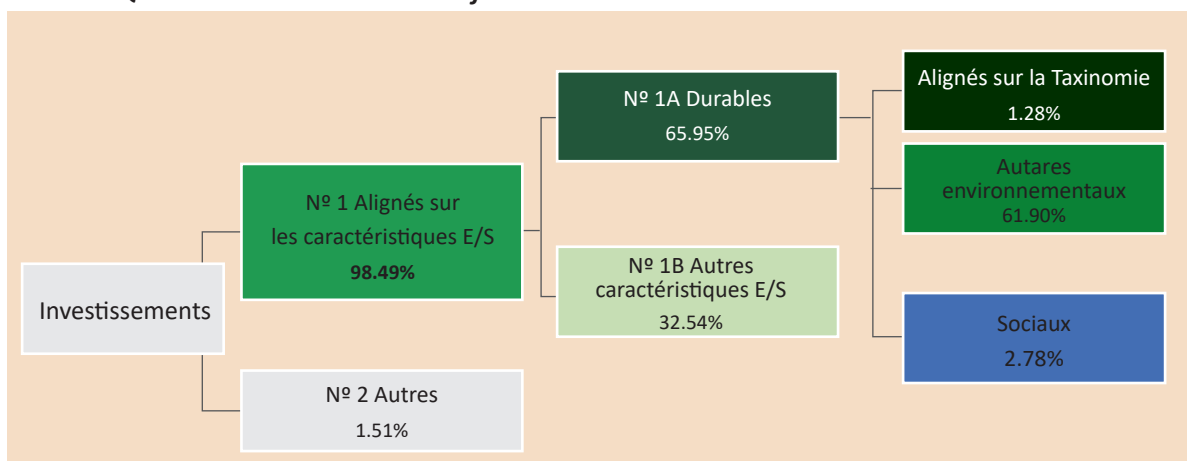 Investissements
Nº 1 Alignés sur
les caractéristiques E/S
98.49%
Nº 2 Autres
1.51%
Nº 1A Durables
65.95%
Nº 1B Autres
caractéristiques E/S
32.54%
Alignés sur la Taxinomie
1.28%
Autares
environnementaux
61.90%
Sociaux
2.78%